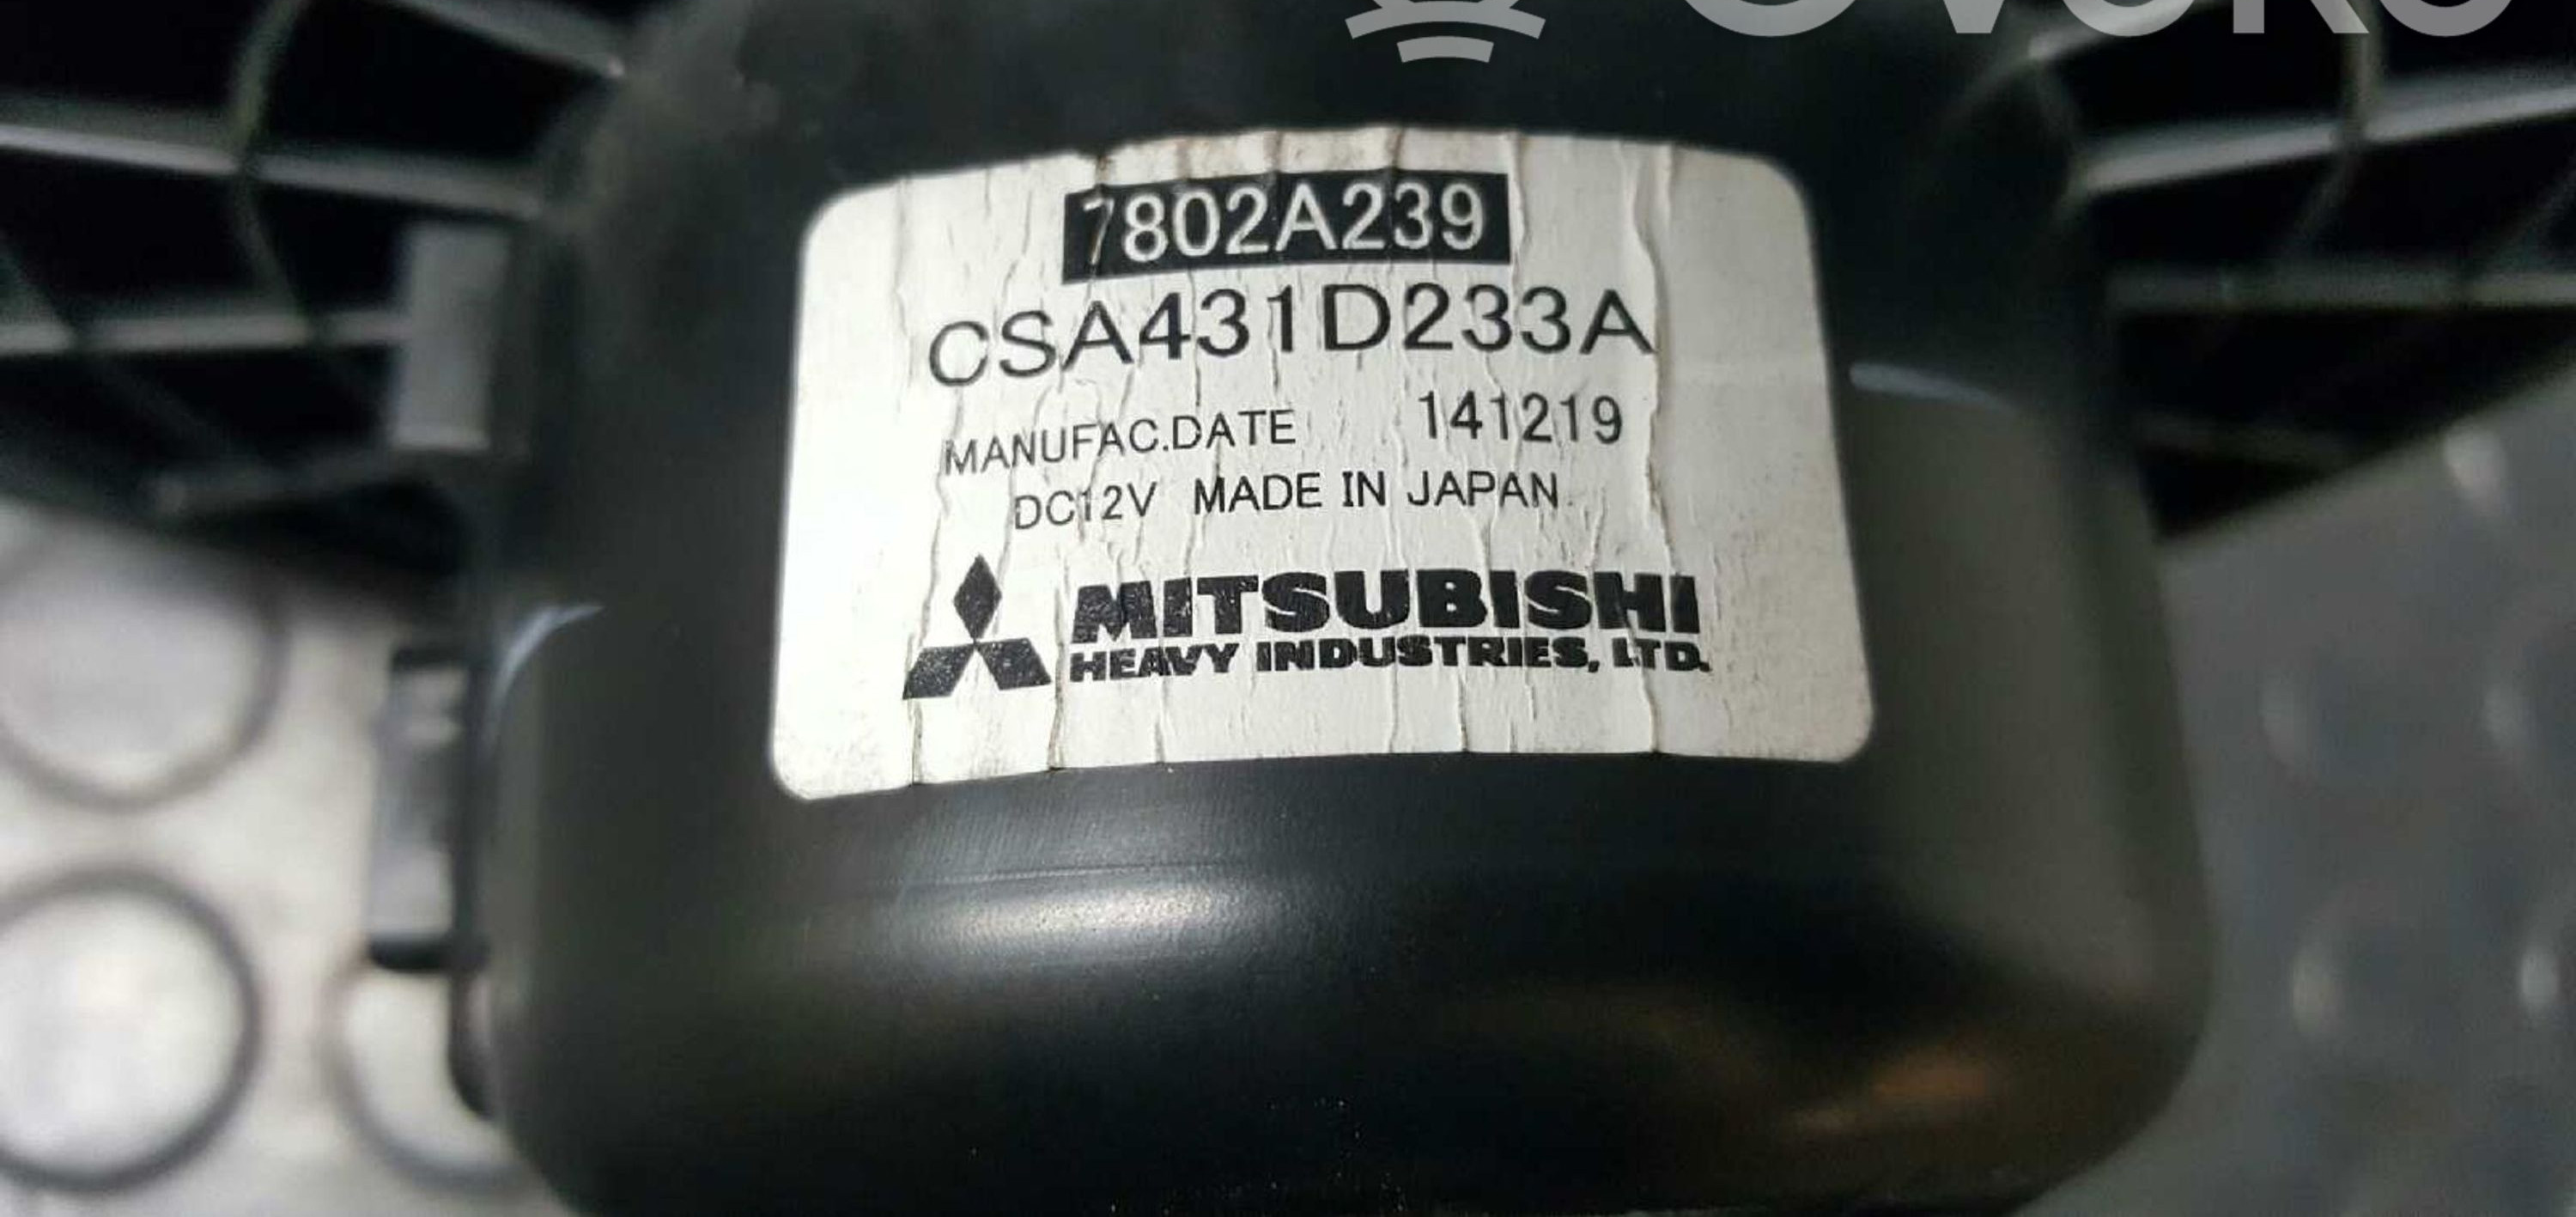 7802A239
CSA431D233A
MANUFAC.DATE 141219
DC12V MADE IN JAPAN
MITSUBISHI
HEAVY INDUSTRIES, LTD.